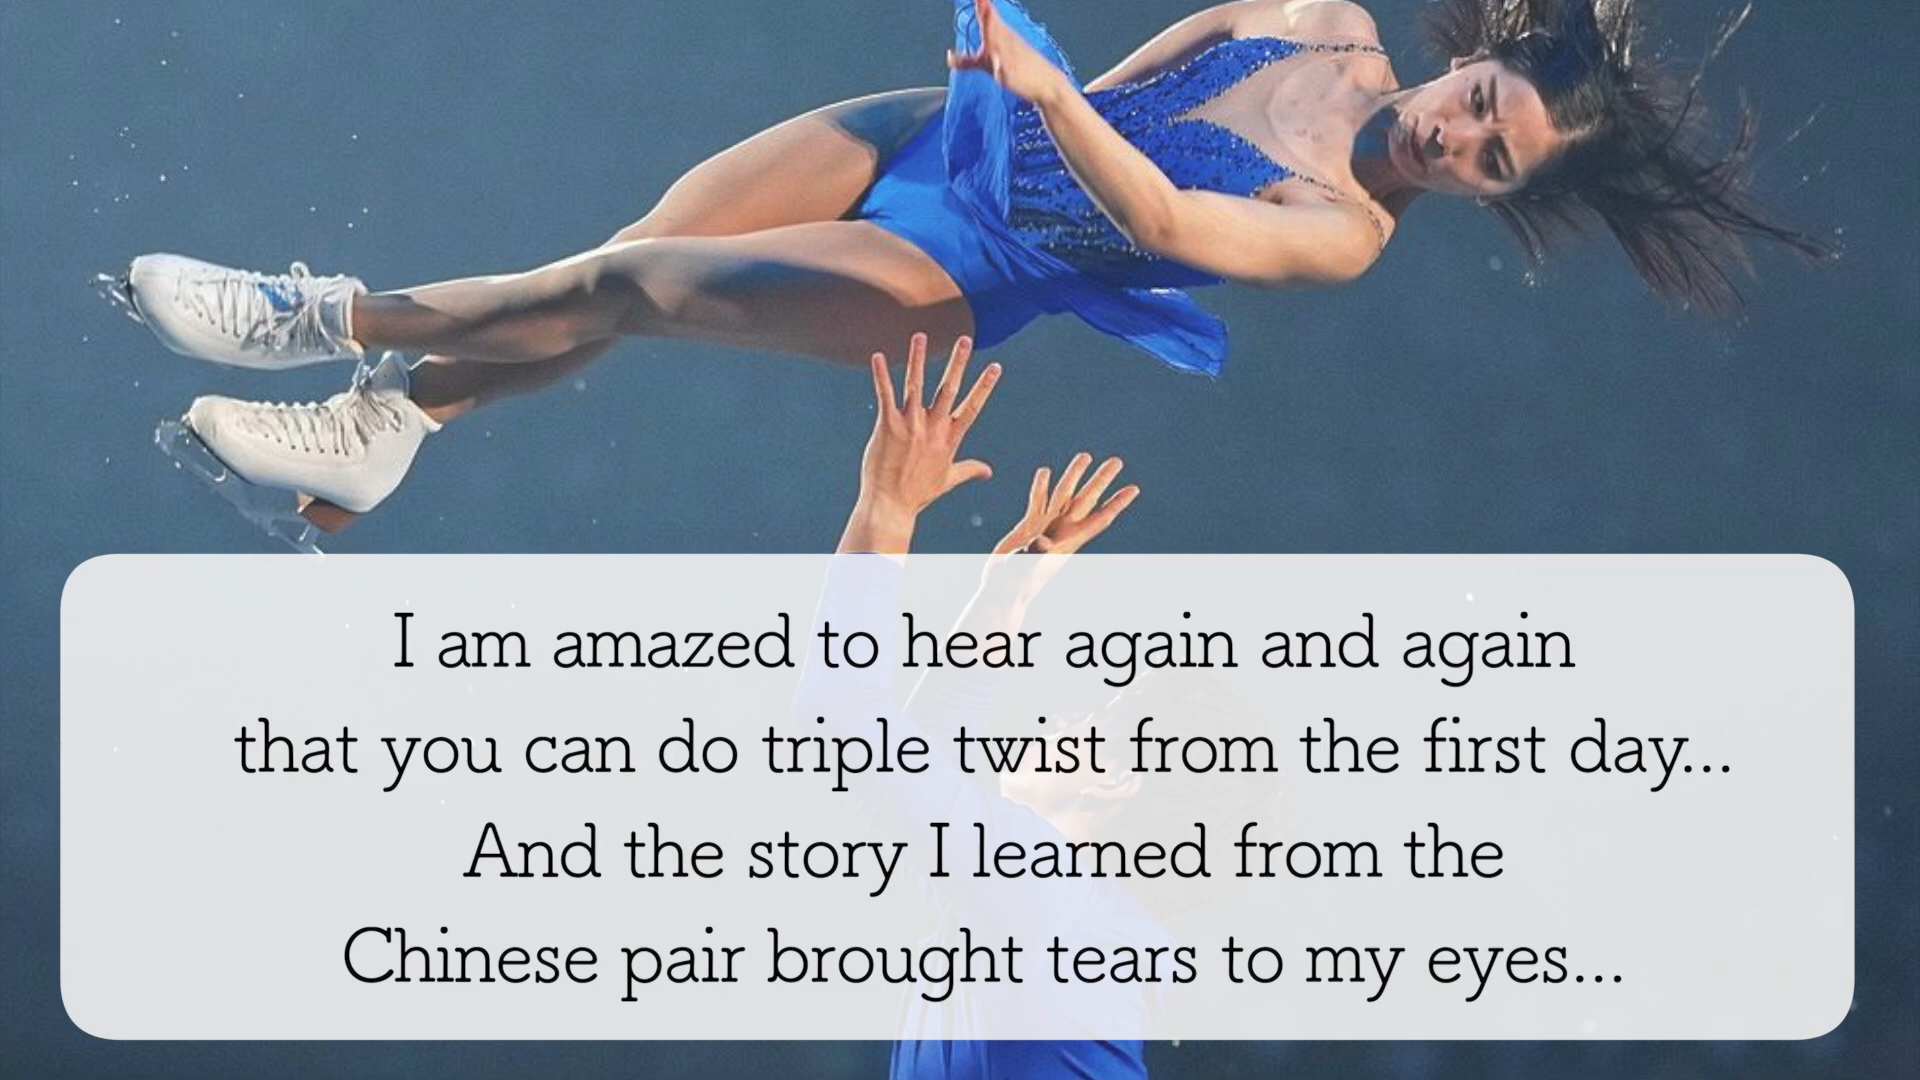 I am amazed to hear again and again
that you can do triple twist from the first day...
And the story I learned from the
Chinese pair brought tears to my eyes...